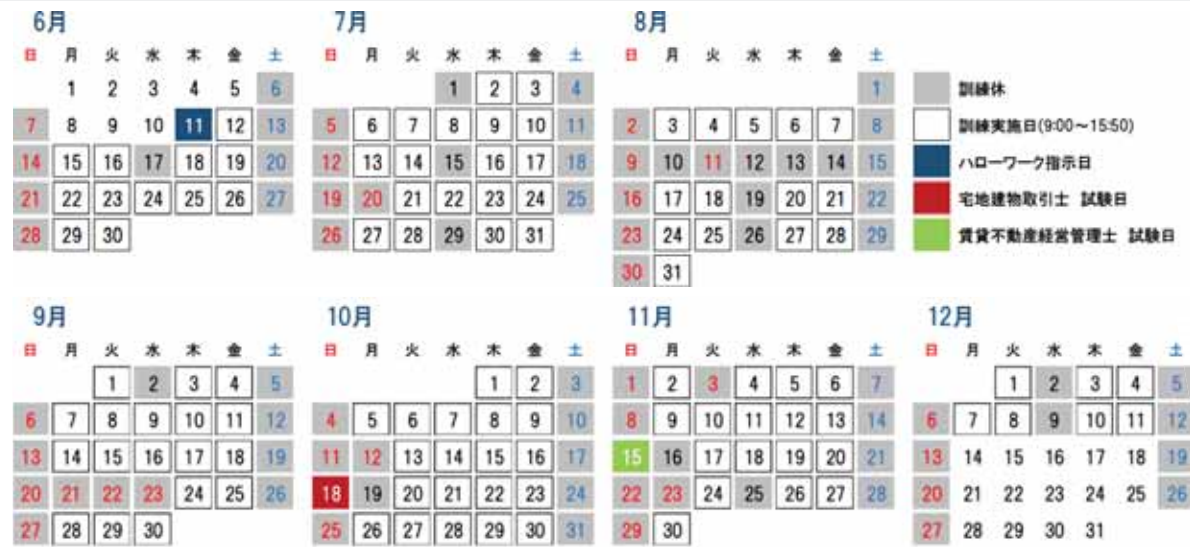 6月 7月 8月
日 月 火 水 木 金 土 日 月 火 水 木 金 土 日 月 火 水 木 金 土
1 2 3 4 5 6 1 2 3 4 1 訓練休
7 8 9 10 11 12 13 5 6 7 8 9 10 11 2 3 4 5 6 7 8 訓練実施日(9:00~15:50)
14 15 16 17 18 19 20 12 13 14 15 16 17 18 9 10 11 12 13 14 15 ハローワーク指示日
21 22 23 24 25 26 27 19 20 21 22 23 24 25 16 17 18 19 20 21 22 宅地建物取引士 試験日
28 29 30 26 27 28 29 30 31 23 24 25 26 27 28 29 賃貸不動産経営管理士 試験日
30 31
9月 10月 11月 12月
日 月 火 水 木 金 土 日 月 火 水 木 金 土 日 月 火 水 木 金 土 日 月 火 水 木 金 土
1 2 3 4 5 1 2 3 1 2 3 4 5 6 7 1 2 3 4 5
6 7 8 9 10 11 12 4 5 6 7 8 9 10 8 9 10 11 12 13 14 6 7 8 9 10 11 12
13 14 15 16 17 18 19 11 12 13 14 15 16 17 15 16 17 18 19 20 21 13 14 15 16 17 18 19
20 21 22 23 24 25 26 18 19 20 21 22 23 24 22 23 24 25 26 27 28 20 21 22 23 24 25 26
27 28 29 30 25 26 27 28 29 30 31 29 30 27 28 29 30 31